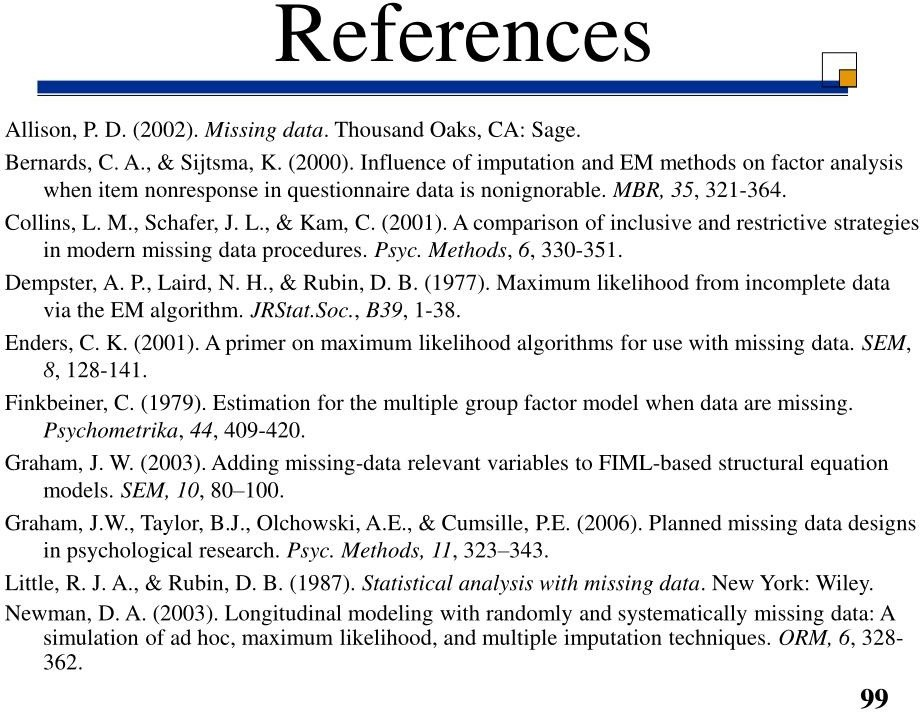 References
Allison, P. D. (2002). Missing data. Thousand Oaks, CA: Sage.
Bernards, C. A., & Sijtsma, K. (2000). Influence of imputation and EM methods on factor analysis
when item nonresponse in questionnaire data is nonignorable. MBR, 35, 321-364.
Collins, L. M., Schafer, J. L., & Kam, C. (2001). A comparison of inclusive and restrictive strategies
in modern missing data procedures. Psyc. Methods, 6, 330-351.
Dempster, A. P., Laird, N. H., & Rubin, D. B. (1977). Maximum likelihood from incomplete data
via the EM algorithm. JRStat.Soc., B39, 1-38.
Enders, C. K. (2001). A primer on maximum likelihood algorithms for use with missing data. SEM,
8, 128-141.
Finkbeiner, C. (1979). Estimation for the multiple group factor model when data are missing.
Psychometrika, 44, 409-420.
Graham, J. W. (2003). Adding missing-data relevant variables to FIML-based structural equation
models. SEM, 10, 80–100.
Graham, J.W., Taylor, B.J., Olchowski, A.E., & Cumsille, P.E. (2006). Planned missing data designs
in psychological research. Psyc. Methods, 11, 323–343.
Little, R. J. A., & Rubin, D. B. (1987). Statistical analysis with missing data. New York: Wiley.
Newman, D. A. (2003). Longitudinal modeling with randomly and systematically missing data: A
simulation of ad hoc, maximum likelihood, and multiple imputation techniques. ORM, 6, 328-
362.
99